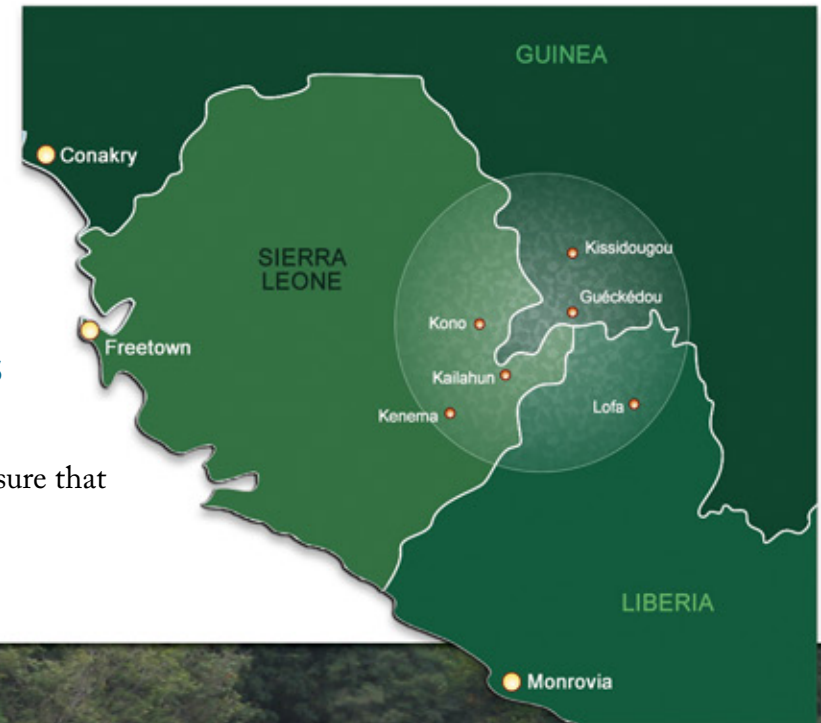 GUINEA
Conakry
SIERRA
LEONE
Kissidougou
Guéckédou
Kono
Freetown
Kailahun
Lofa
Kenema
sure that
LIBERIA
Monrovia